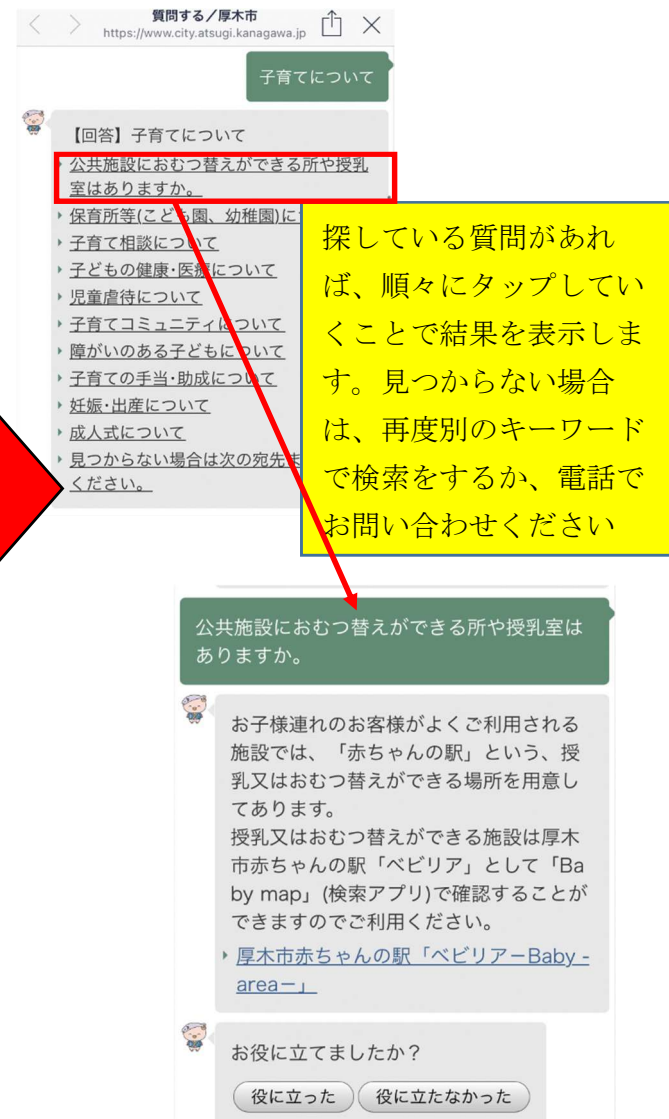 質問する／厚木市
https://www.city.atsugi.kanagawa.jp
子育てについて
【回答】子育てについて
公共施設におむつ替えができる所や授乳
室はありますか。
保育所等(こども園、幼稚園)に
子育て相談について
子どもの健康・医療について
児童虐待について
子育てコミュニティについて
障がいのある子どもについて
子育ての手当・助成について
妊娠・出産について
成人式について
見つからない場合は次の宛先ま
ください。
探している質問があれ
ば、順々にタップしてい
くことで結果を表示しま
す。見つからない場合
は、再度別のキーワード
で検索をするか、電話で
お問い合わせください
公共施設におむつ替えができる所や授乳室は
ありますか。
お子様連れのお客様がよくご利用される
施設では、「赤ちゃんの駅」という、授
乳又はおむつ替えができる場所を用意し
てあります。
授乳又はおむつ替えができる施設は厚木
市赤ちゃんの駅「ベビリア」として「Ba
by map」(検索アプリ)で確認することが
できますのでご利用ください。
厚木市赤ちゃんの駅「ベビリアーBaby -
areaー」
お役に立てましたか？
役に立った 役に立たなかった